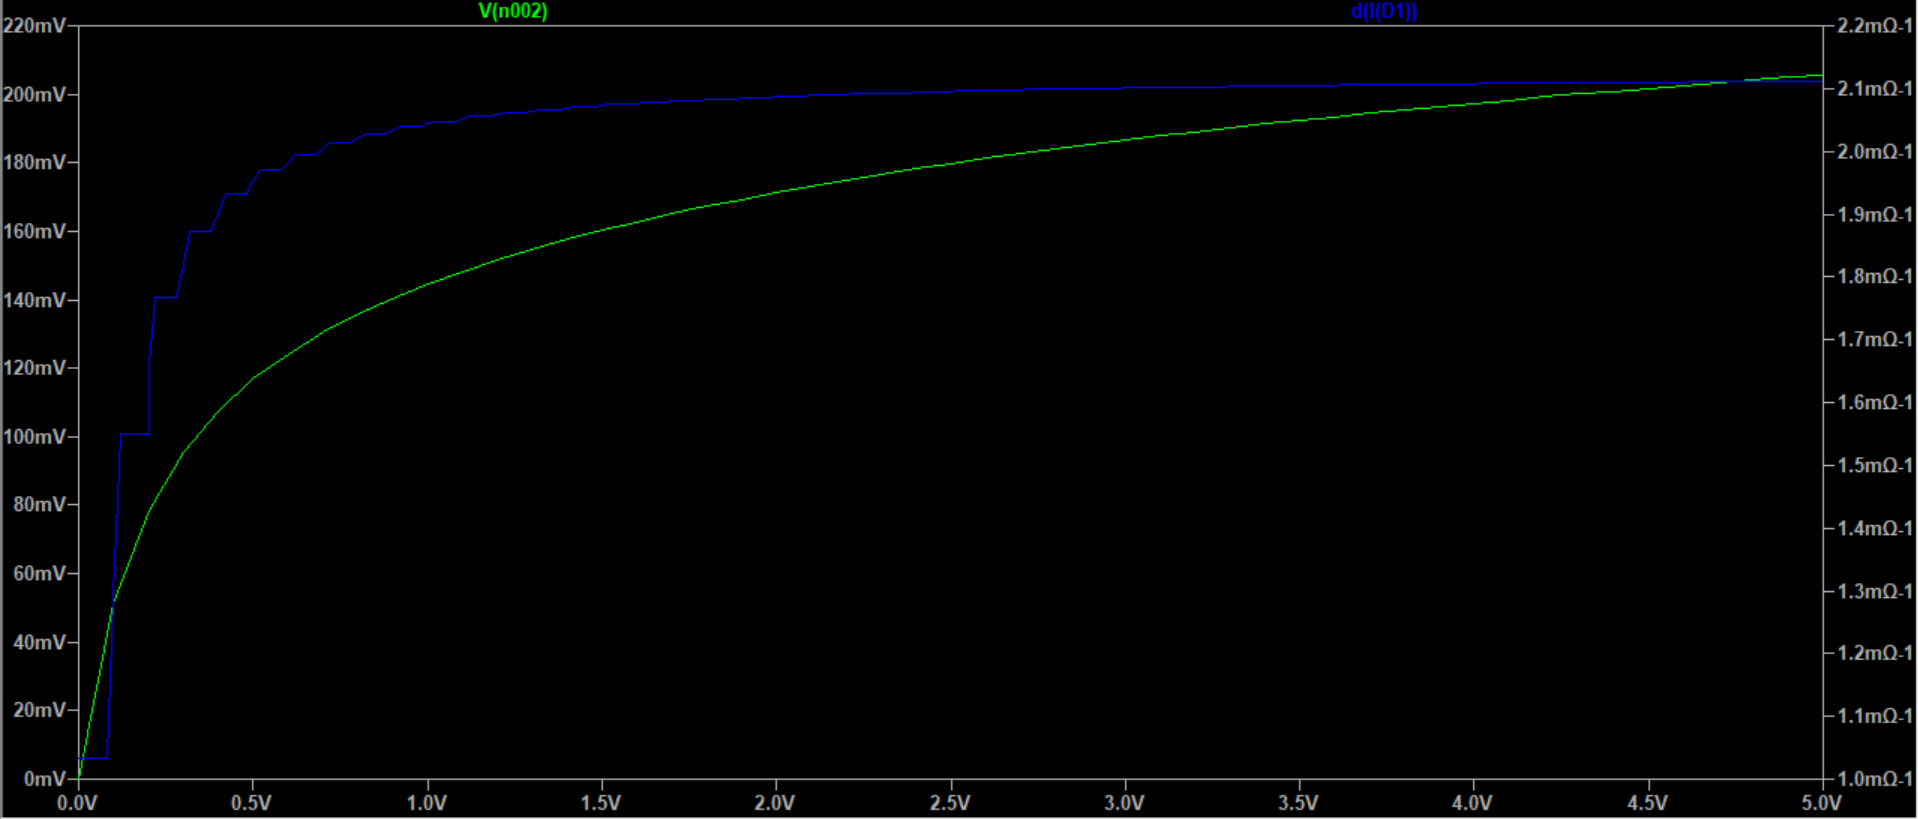 V(n002) d(I(D1))
220mV 2.2mΩ-1
200mV 2.1mΩ-1
180mV 2.0mΩ-1
160mV 1.9mΩ-1
140mV 1.8mΩ-1
120mV 1.7mΩ-1
100mV 1.6mΩ-1
80mV 1.5mΩ-1
60mV 1.4mΩ-1
40mV 1.3mΩ-1
20mV 1.2mΩ-1
0mV 1.1mΩ-1
1.0mΩ-1
0.0V 0.5V 1.0V 1.5V 2.0V 2.5V 3.0V 3.5V 4.0V 4.5V 5.0V